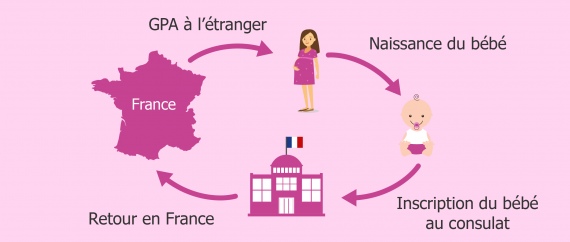 GPA à l'étranger
Naissance du bébé
France
Inscription du bébé
au consulat
Retour en France